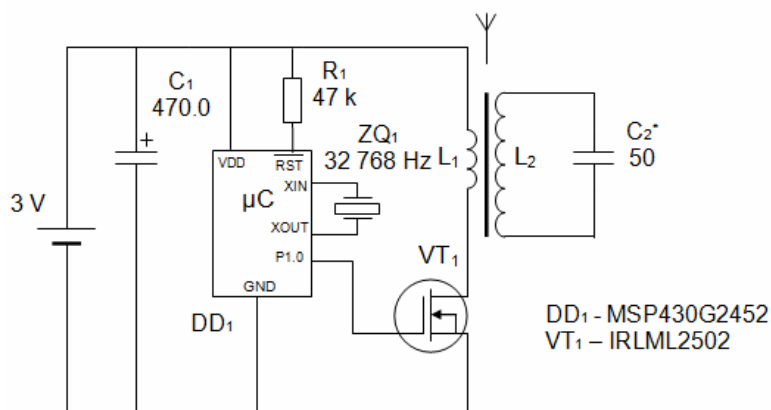 C1
470.0
+
R1
47 k
ZQ1
32 768 Hz
L1
L2
C2*
50
3 V
VDD
RST
XIN
µC
XOUT
P1.0
GND
DD1
VT1
DD1 - MSP430G2452
VT1 – IRLML2502